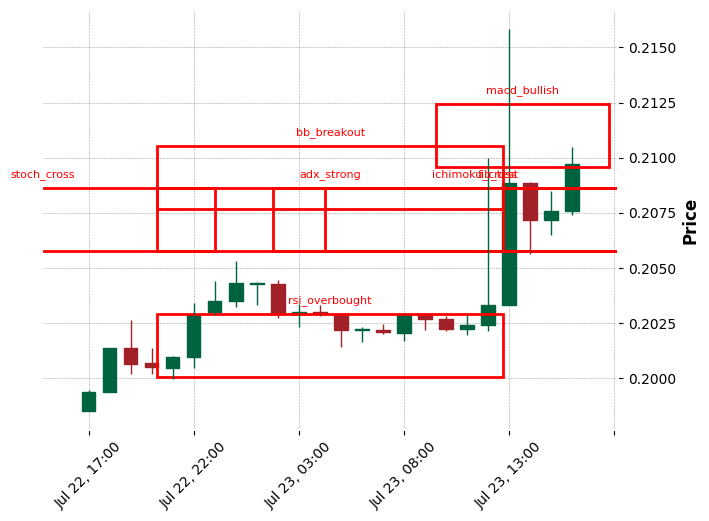 0.2150
macd_bullish
0.2125
bb_breakout
0.2100
stoch_cross
adx_strong
0.2075
0.2050
rsi_overbought
0.2025
0.2000
Price
Jul 22, 17:00
Jul 22, 22:00
Jul 23, 03:00
Jul 23, 08:00
Jul 23, 13:00